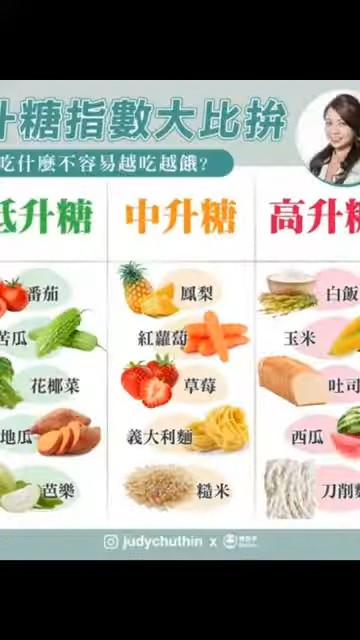 升糖指數大比拚
吃什麼不容易越吃越餓?
低升糖
中升糖
高升糖
番茄
鳳梨
白飯
苦瓜
紅蘿蔔
玉米
花椰菜
草莓
吐司
地瓜
義大利麵
西瓜
芭樂
糙米
刀削麵
judychuthin x